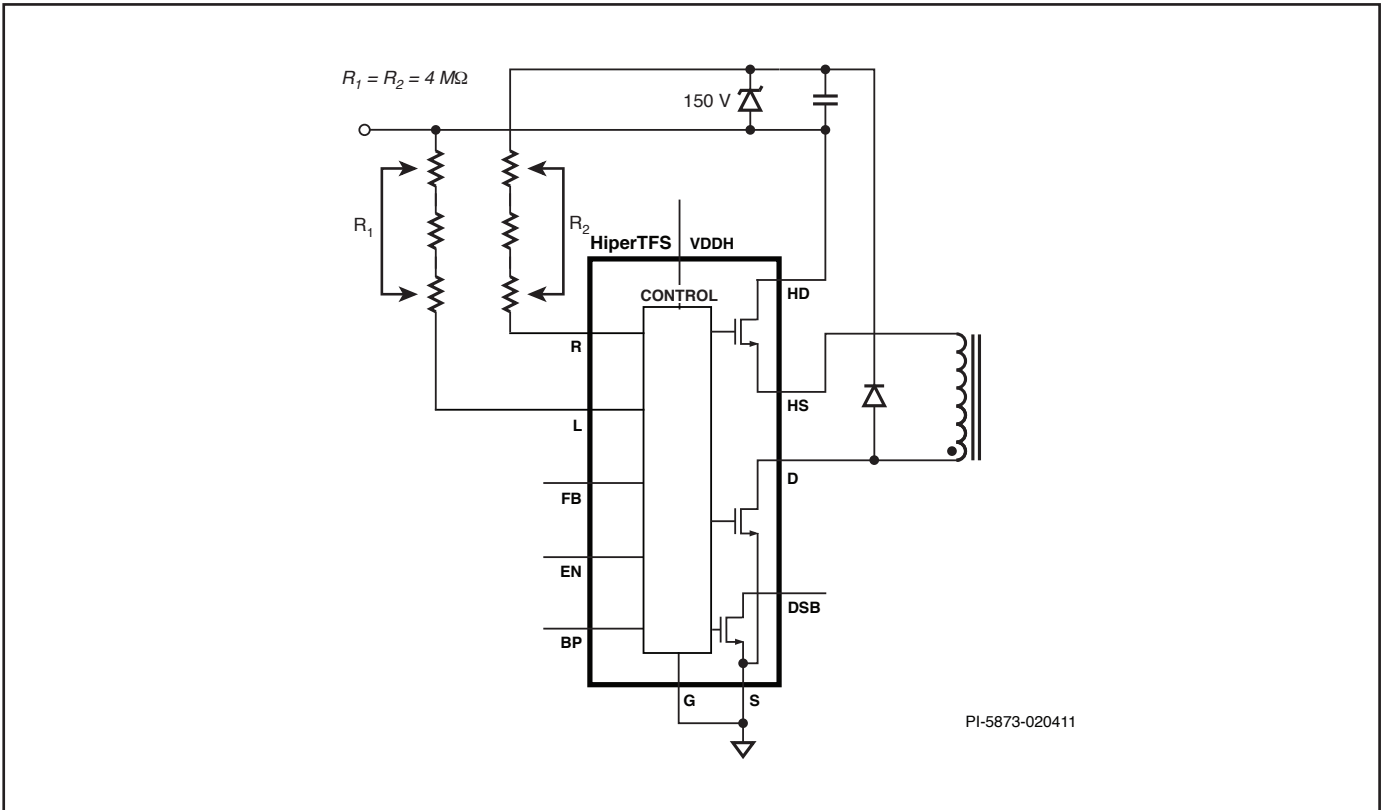 R₁ = R₂ = 4 MΩ
150 V
R₁
R₂
HiperTFS
VDDH
CONTROL
HD
R
HS
L
D
FB
EN
DSB
BP
G
S
PI-5873-020411